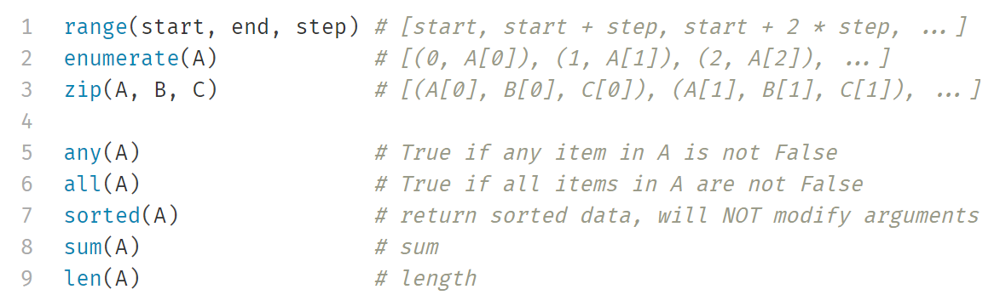 1 range(start, end, step) # [start, start + step, start + 2 * step, ...]
2 enumerate(A) # [(0, A[0]), (1, A[1]), (2, A[2]), ...]
3 zip(A, B, C) # [(A[0], B[0], C[0]), (A[1], B[1], C[1]), ...]
4
5 any(A) # True if any item in A is not False
6 all(A) # True if all items in A are not False
7 sorted(A) # return sorted data, will NOT modify arguments
8 sum(A) # sum
9 len(A) # length